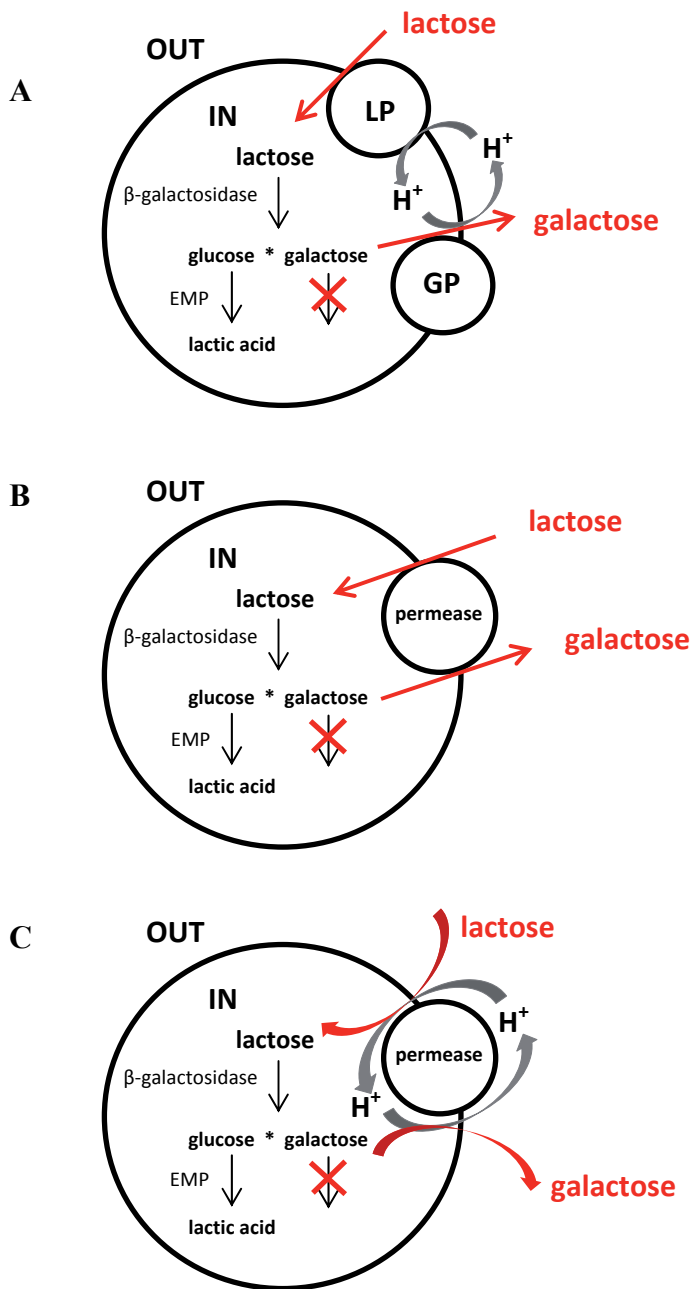 A
OUT
lactose
IN
LP
lactose
H+
β-galactosidase
H+
galactose
glucose * galactose
EMP
GP
lactic acid
B
OUT
lactose
IN
lactose
permease
β-galactosidase
galactose
glucose * galactose
EMP
lactic acid
C
OUT
lactose
IN
H+
lactose
permease
β-galactosidase
H+
glucose * galactose
EMP
galactose
lactic acid